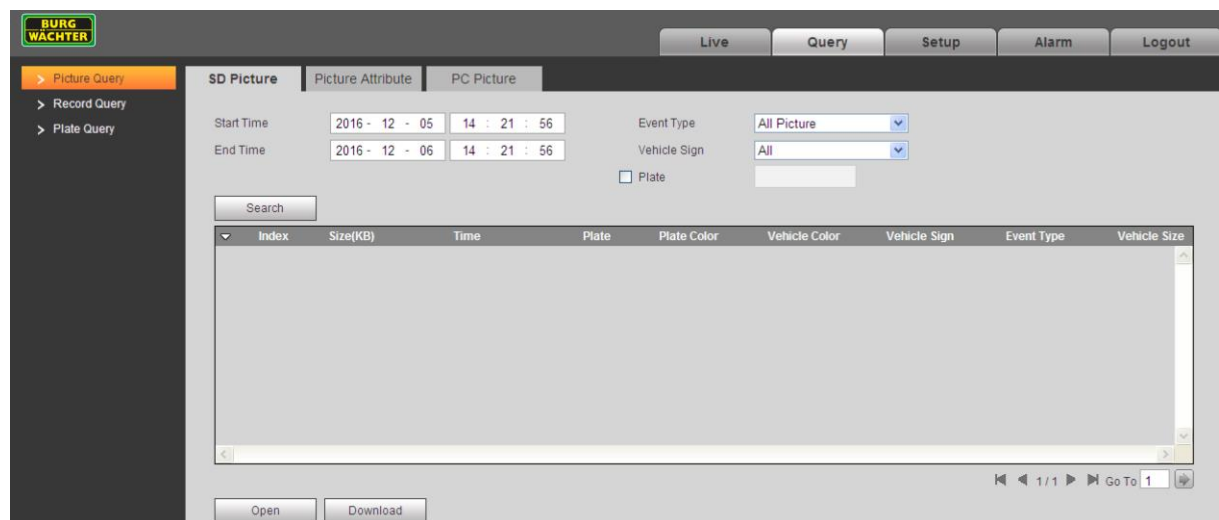 BURG
WÄCHTER
Live Query Setup Alarm Logout
> Picture Query
> Record Query
> Plate Query
SD Picture Picture Attribute PC Picture
Start Time 2016 - 12 - 05 14 : 21 : 56 Event Type All Picture
End Time 2016 - 12 - 06 14 : 21 : 56 Vehicle Sign All
Plate
Search
Index Size(KB) Time Plate Plate Color Vehicle Color Vehicle Sign Event Type Vehicle Size
1 / 1 Go To 1
Open Download